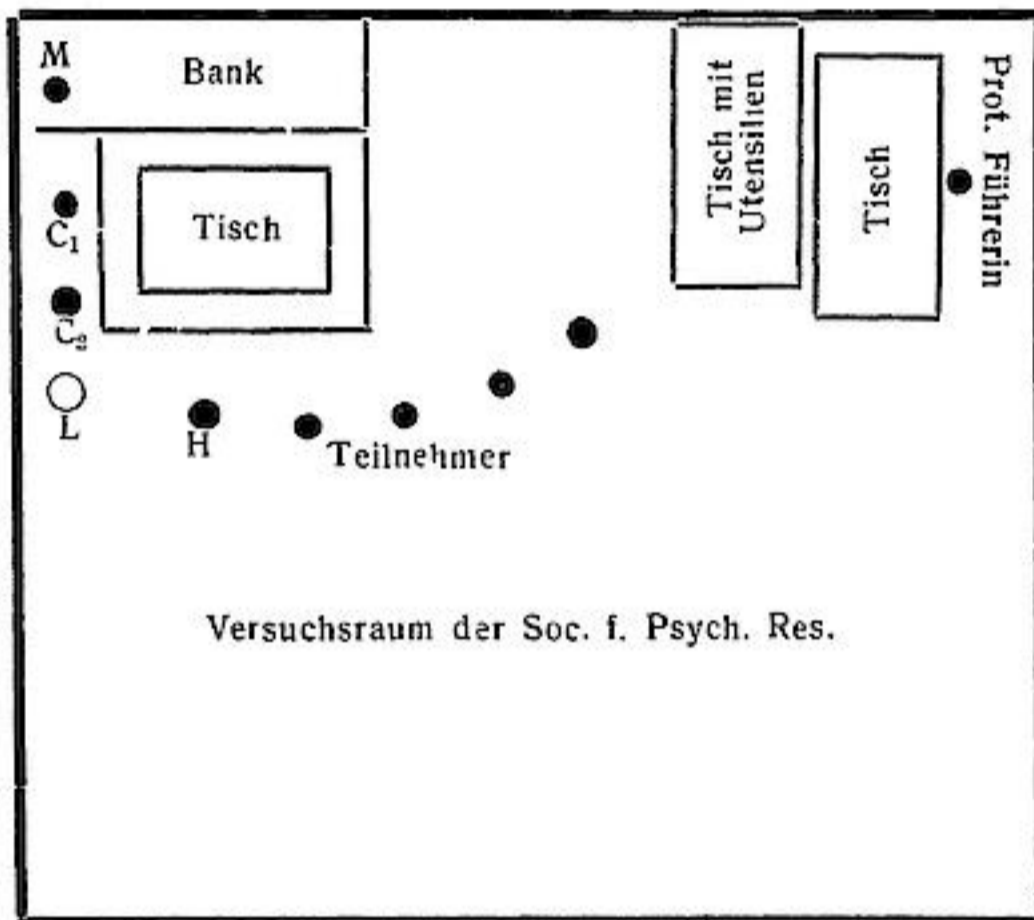 M
Bank
Tisch mit
Utensilien
Tisch
Prot. Führerin
C1
Tisch
C2
L
H
Teilnehmer
Versuchsraum der Soc. f. Psych. Res.